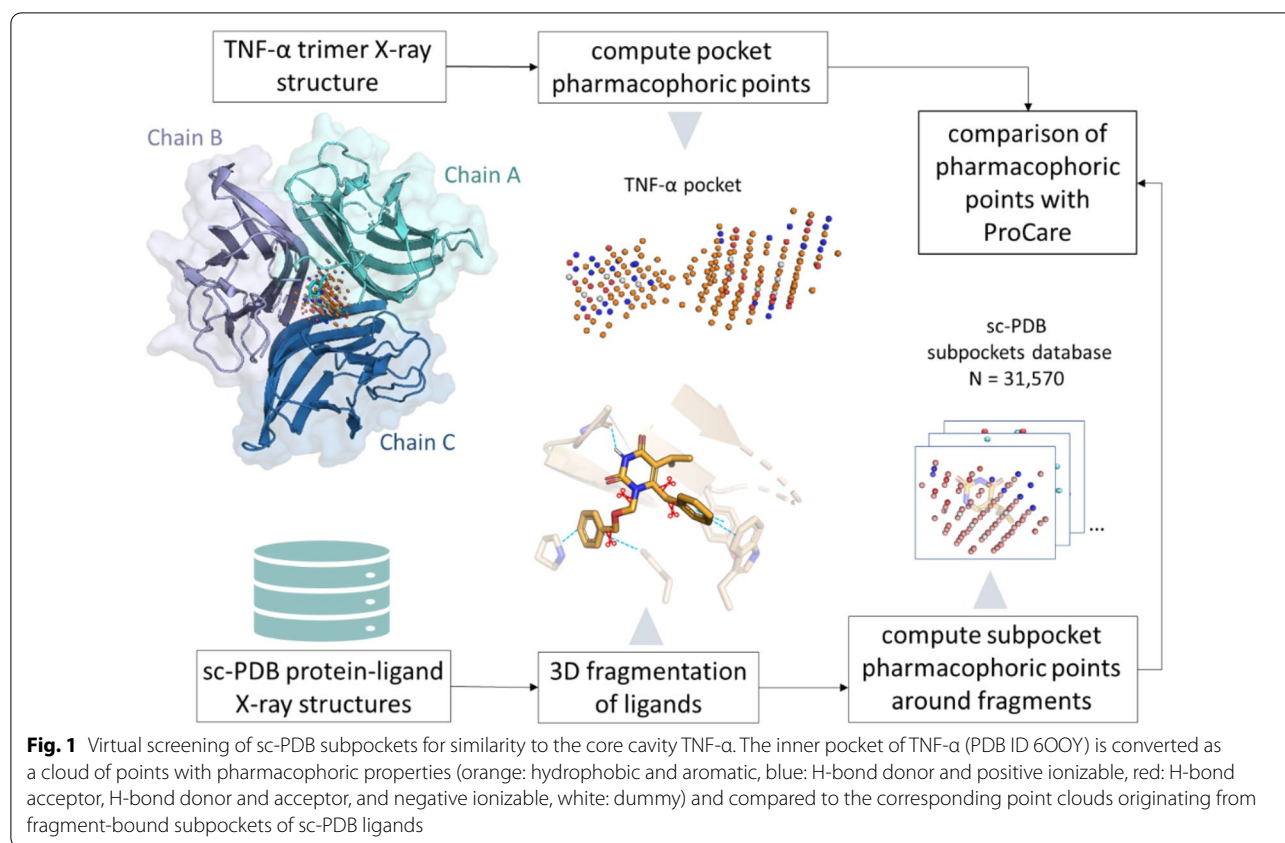 TNF-α trimer X-ray
structure
compute pocket
pharmacophoric points
comparison of
pharmacophoric
points with
ProCare
Chain B
Chain A
Chain C
TNF-α pocket
sc-PDB
subpockets database
N = 31,570
...
sc-PDB protein-ligand
X-ray structures
3D fragmentation
of ligands
compute subpocket
pharmacophoric points
around fragments
Fig. 1 Virtual screening of sc-PDB subpockets for similarity to the core cavity TNF-α. The inner pocket of TNF-α (PDB ID 6OOY) is converted as
a cloud of points with pharmacophoric properties (orange: hydrophobic and aromatic, blue: H-bond donor and positive ionizable, red: H-bond
acceptor, H-bond donor and acceptor, and negative ionizable, white: dummy) and compared to the corresponding point clouds originating from
fragment-bound subpockets of sc-PDB ligands